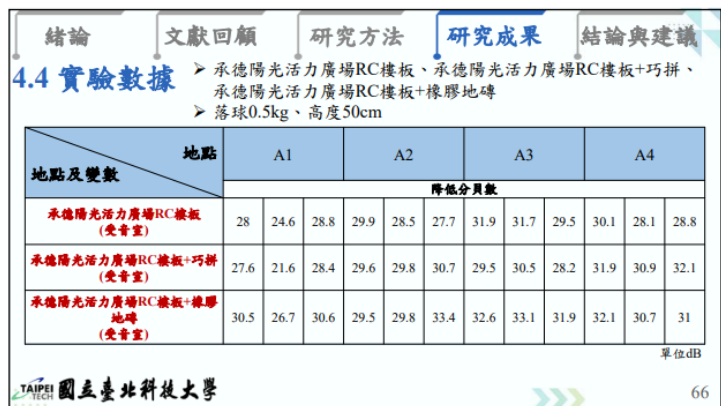 緒論 文獻回顧 研究方法 研究成果 結論與建議
4.4 實驗數據
➤ 承德陽光活力廣場RC樓板、承德陽光活力廣場RC樓板+巧拼、
承德陽光活力廣場RC樓板+橡膠地磚
➤ 落球0.5kg、高度50cm
地點 A1 A2 A3 A4
地點及變數
降低分貝數
承德陽光活力廣場RC樓板
(受音室) 28 24.6 28.8 29.9 28.5 27.7 31.9 31.7 29.5 30.1 28.1 28.8
承德陽光活力廣場RC樓板+巧拼
(受音室) 27.6 21.6 28.4 29.6 29.8 30.7 29.5 30.5 28.2 31.9 30.9 32.1
承德陽光活力廣場RC樓板+橡膠
地磚
(受音室) 30.5 26.7 30.6 29.5 29.8 33.4 32.6 33.1 31.9 32.1 30.7 31
單位dB
TAIPEI
TECH 國立臺北科技大學 66